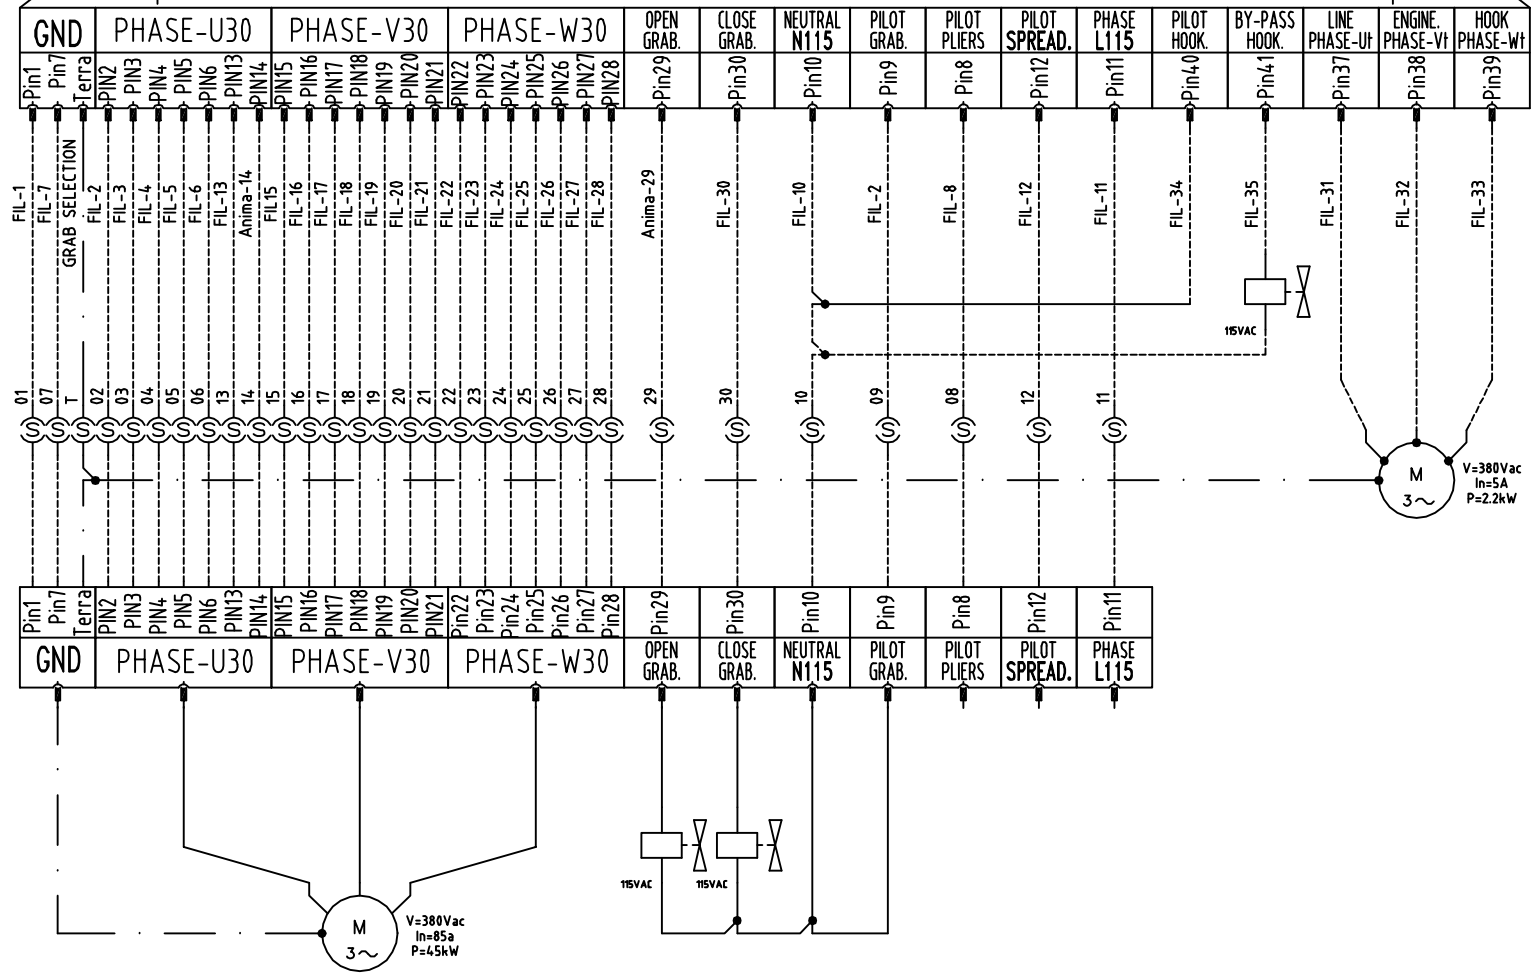 GND PHASE-U30 PHASE-V30 PHASE-W30 OPEN GRAB. CLOSE GRAB. NEUTRAL N115 PILOT GRAB. PILOT PLIERS PILOT SPREAD. PHASE L115 PILOT HOOK. BY-PASS HOOK. LINE PHASE-Ut ENGINE. PHASE-Vt HOOK PHASE-Wt
Pin1 Pin7 Terra PIN2 PIN3 PIN4 PIN5 PIN6 PIN13 PIN14 PIN15 PIN16 PIN17 PIN18 PIN19 PIN20 PIN21 PIN22 PIN23 PIN24 PIN25 PIN26 PIN27 PIN28 Pin29 Pin30 Pin10 Pin9 Pin8 Pin12 Pin11 Pin40 Pin41 Pin37 Pin38 Pin39
FIL-1 FIL-7 GRAB SELECTION FIL-2 FIL-3 FIL-4 FIL-5 FIL-6 FIL-13 Anima-14 FIL15 FIL-16 FIL-17 FIL-18 FIL-19 FIL-20 FIL-21 FIL-22 FIL-23 FIL-24 FIL-25 FIL-26 FIL-27 FIL-28 Anima-29 FIL-30 FIL-10 FIL-2 FIL-8 FIL-12 FIL-11 FIL-34 FIL-35 FIL-31 FIL-32 FIL-33
115VAC
01 07 T 02 03 04 05 06 13 14 15 16 17 18 19 20 21 22 23 24 25 26 27 28 29 30 10 09 08 12 11
(S) (S) (S) (S) (S) (S) (S) (S) (S) (S) (S) (S) (S) (S) (S) (S) (S) (S) (S) (S) (S) (S) (S) (S) (S) (S) (S) (S) (S) (S) (S)
M
3~
V=380Vac
In=5A
P=2.2kW
Pin1 Pin7 Terra PIN2 PIN3 PIN4 PIN5 PIN6 PIN13 PIN14 PIN15 PIN16 PIN17 PIN18 PIN19 PIN20 PIN21 Pin22 Pin23 Pin24 Pin25 Pin26 Pin27 Pin28 Pin29 Pin30 Pin10 Pin9 Pin8 Pin12 Pin11
GND PHASE-U30 PHASE-V30 PHASE-W30 OPEN GRAB. CLOSE GRAB. NEUTRAL N115 PILOT GRAB. PILOT PLIERS PILOT SPREAD. PHASE L115
115VAC 115VAC
M
3~
V=380Vac
In=85a
P=45kW